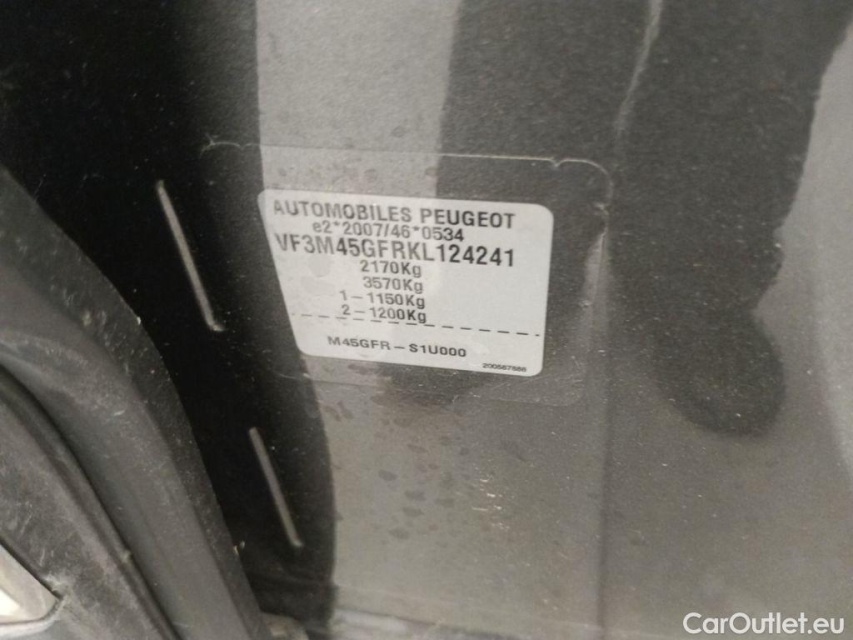 AUTOMOBILES PEUGEOT
e2*2007/46*0534
VF3M45GFRKL124241
2170Kg
3570Kg
1-1150Kg
2-1200Kg
M45GFR-S1U000
CarOutlet.eu